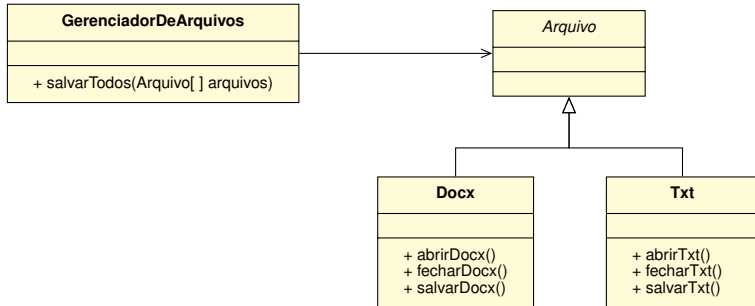 GerenciadorDeArquivos
+ salvarTodos(Arquivo[ ] arquivos)
Arquivo
Docx
+ abrirDocx()
+ fecharDocx()
+ salvarDocx()
Txt
+ abrirTxt()
+ fecharTxt()
+ salvarTxt()